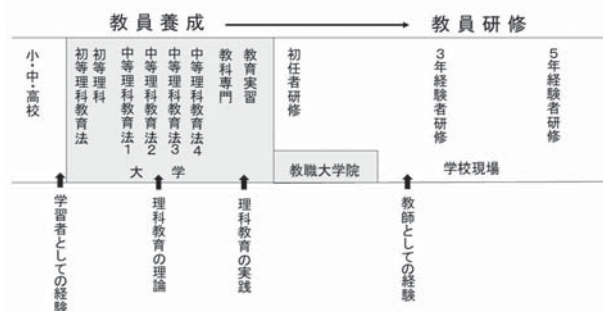 教員養成
教員研修
小・中・高校
初等理科教育法
初等理科
中等理科教育法1
中等理科教育法2
中等理科教育法3
中等理科教育法4
教科専門
教育実習
初任者研修
3年経験者研修
5年経験者研修
大学
教職大学院
学校現場
学習者としての経験
理科教育の理論
理科教育の実践
教師としての経験